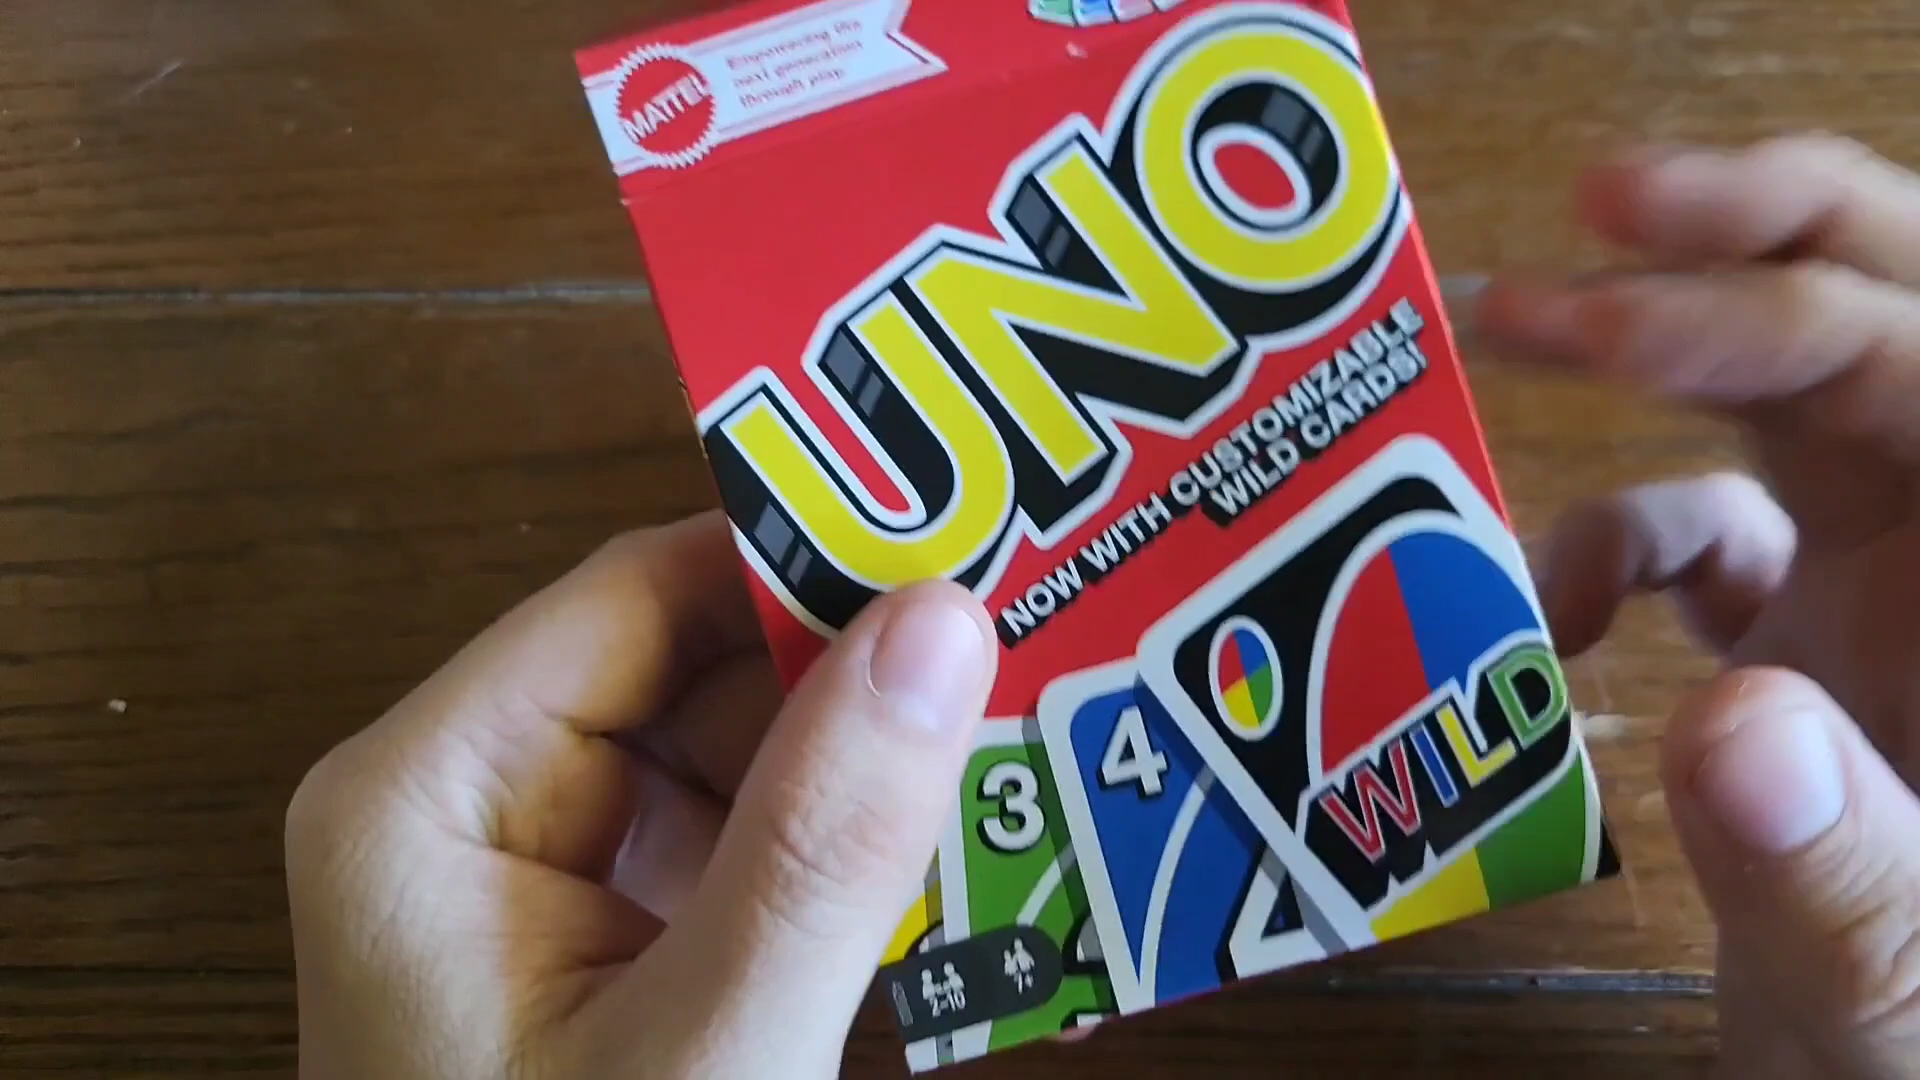 MATTEL
Empowering the
next generation
through play
UNO
NOW WITH CUSTOMIZABLE
WILD CARDS!
WILD
4
3
2-10
7+